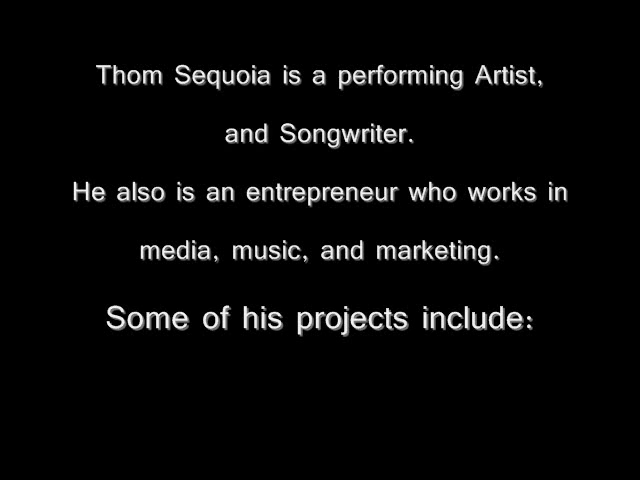 Thom Sequoia is a performing Artist,
and Songwriter.
He also is an entrepreneur who works in
media, music, and marketing.
Some of his projects include: